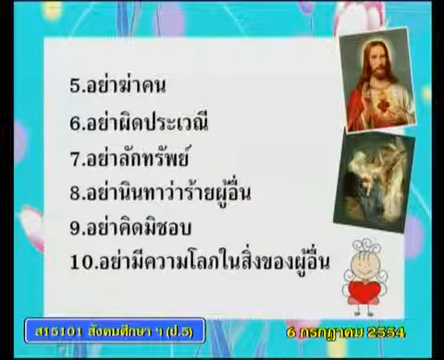 5.อย่าฆ่าคน
6.อย่าผิดประเวณี
7.อย่าลักทรัพย์
8.อย่านินทาว่าร้ายผู้อื่น
9.อย่าคิดมิชอบ
10.อย่ามีความโลภในสิ่งของผู้อื่น
ส15101 สังคมศึกษา ฯ (ป.5)
6 กรกฎาคม 2554